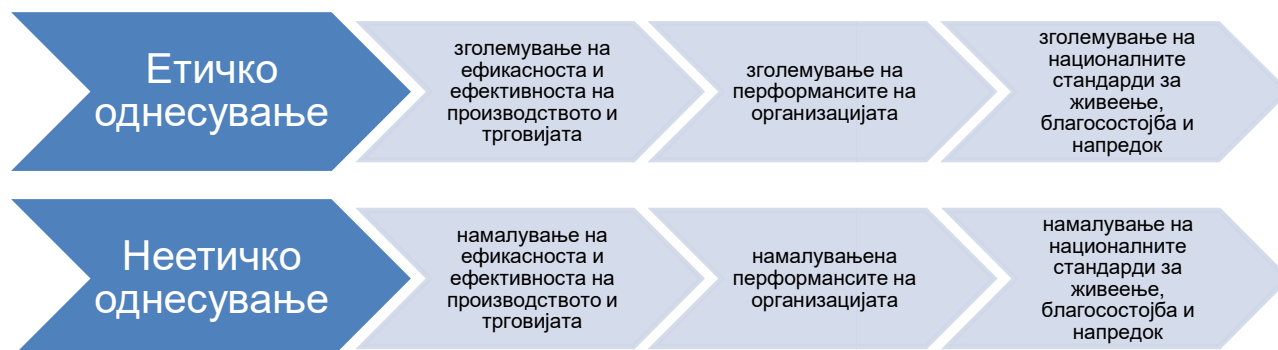 Етичко
однесување
зголемување на
ефикасноста и
ефективноста на
производството и
трговијата
зголемување на
перформансите на
организацијата
зголемување на
националните
стандарди за
живеење,
благосостојба и
напредок
Неетичко
однесување
намалување на
ефикасноста и
ефективноста на
производството и
трговијата
намалувањена
перформансите на
организацијата
намалување на
националните
стандарди за
живеење,
благосостојба и
напредок